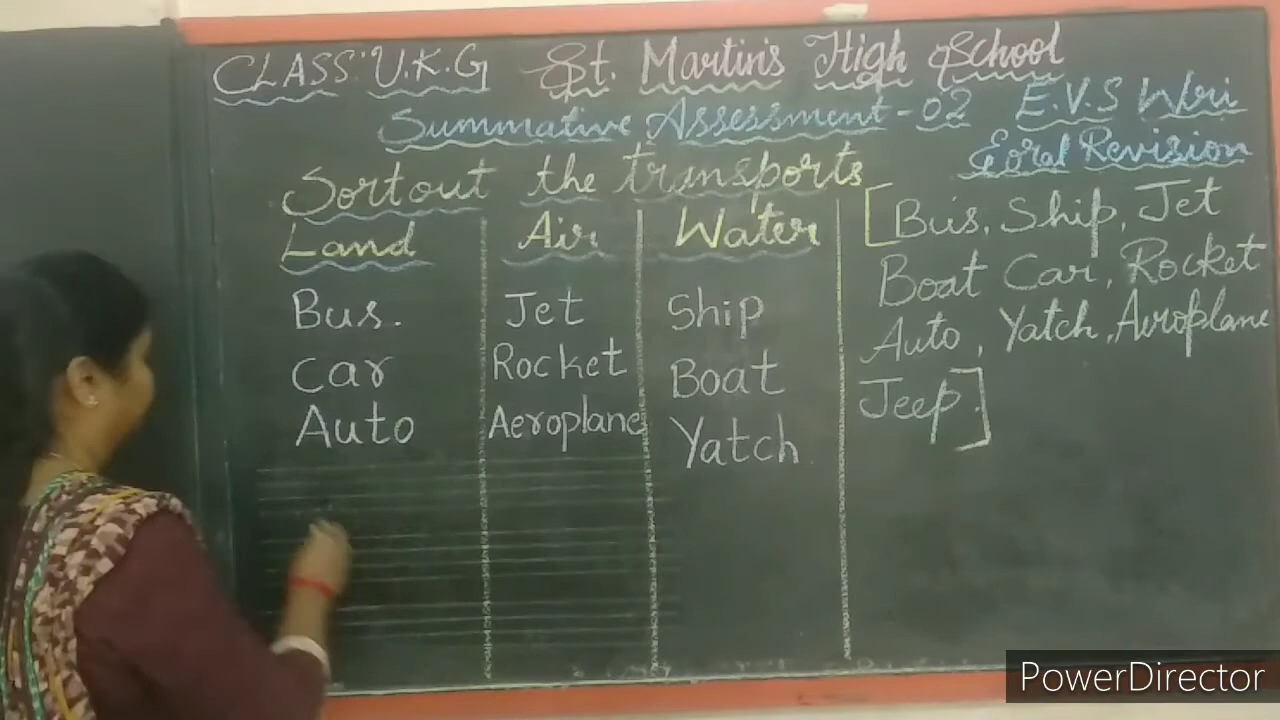 CLASS: U.K.G St. Martin's High School
Summative Assessment-02 E.V.S Wri
Eoral Revision
Sortout the transports
Land Air Water
Bus. Jet Ship
Car Rocket Boat
Auto Aeroplane Yatch
[Bus, Ship, Jet
Boat Car, Rocket
Auto, Yatch, Aeroplane
Jeep.]
PowerDirector